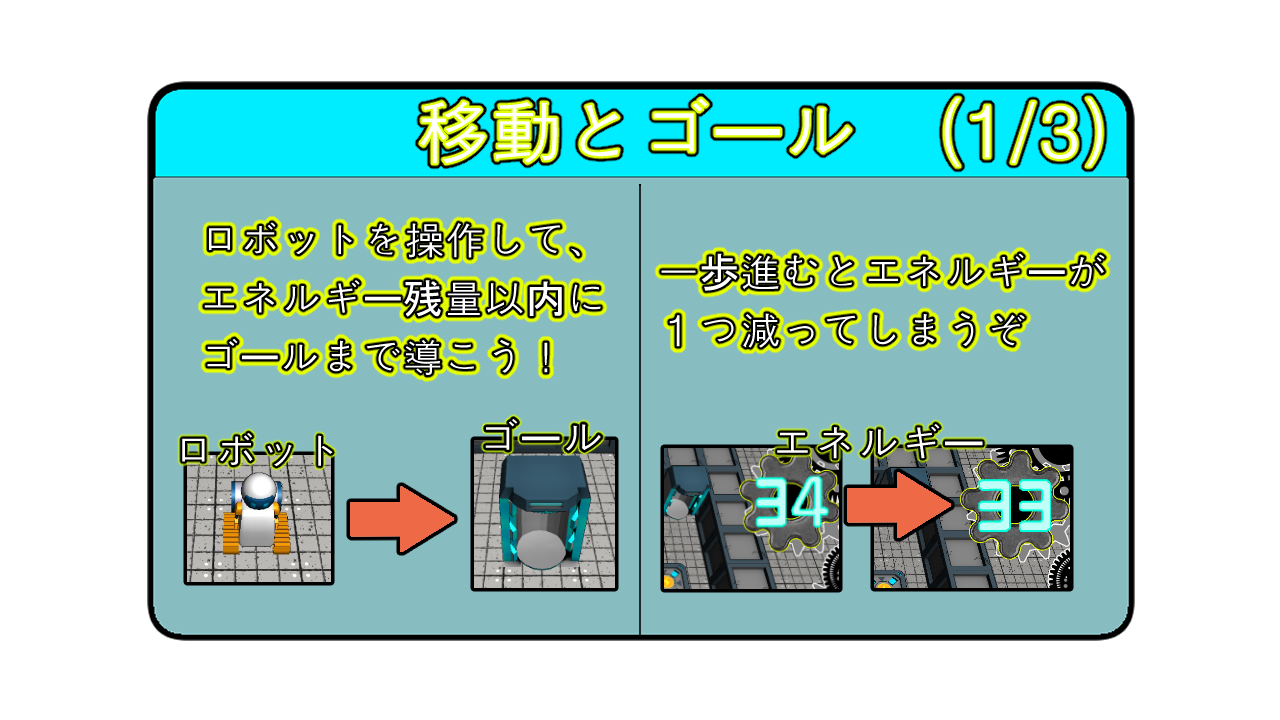 移動とゴール (1/3)
ロボットを操作して、
エネルギー残量以内に
ゴールまで導こう！
一歩進むとエネルギーが
１つ減ってしまうぞ
ロボット
ゴール
エネルギー
34
33